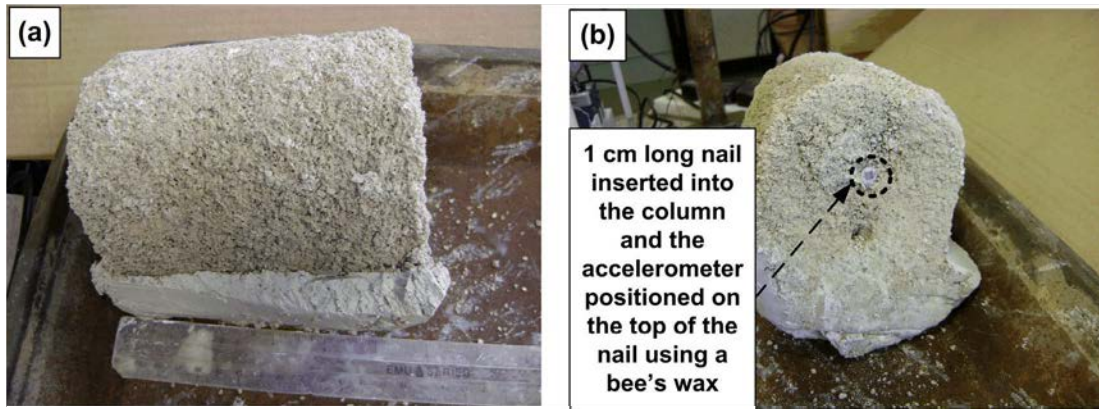 (a)
(b)
1 cm long nail
inserted into
the column
and the
accelerometer
positioned on
the top of the
nail using a
bee's wax